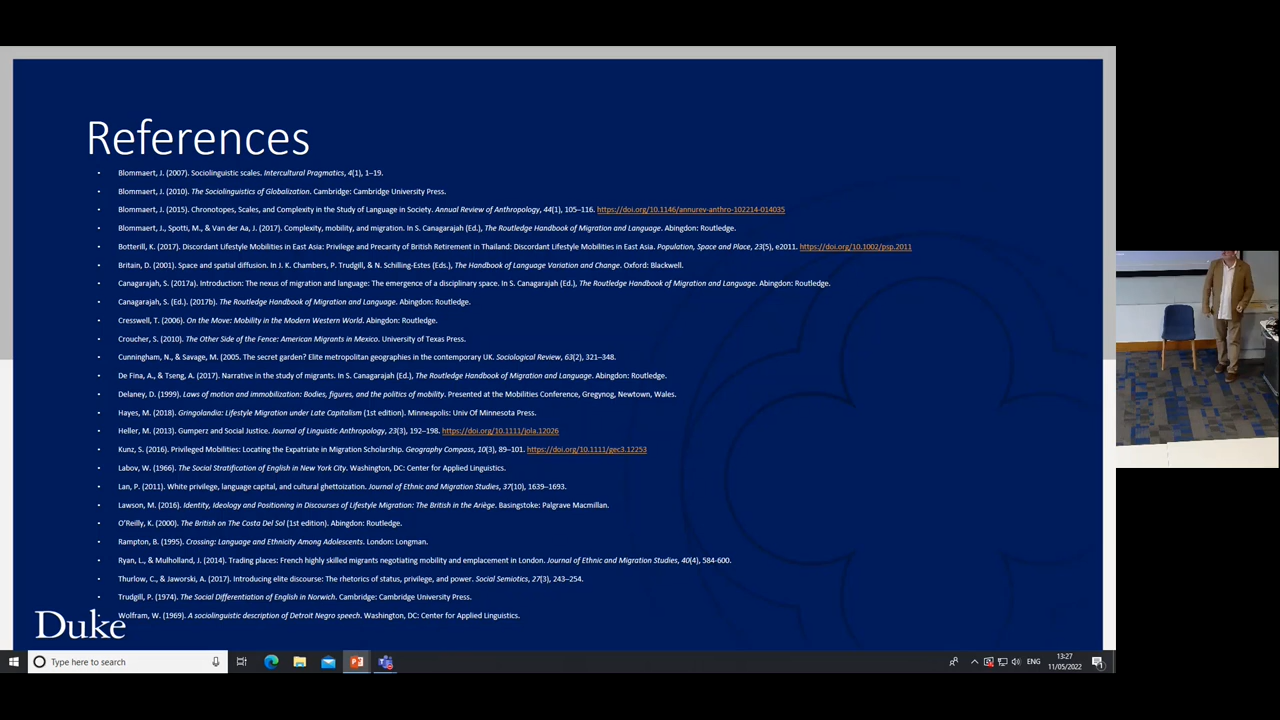 References
• Blommaert, J. (2007). Sociolinguistic scales. Intercultural Pragmatics, 4(1), 1–19.
• Blommaert, J. (2010). The Sociolinguistics of Globalization. Cambridge: Cambridge University Press.
• Blommaert, J. (2015). Chronotopes, Scales, and Complexity in the Study of Language in Society. Annual Review of Anthropology, 44(1), 105–116. https://doi.org/10.1146/annurev-anthro-102214-014035
• Blommaert, J., Spotti, M., & Van der Aa, J. (2017). Complexity, mobility, and migration. In S. Canagarajah (Ed.), The Routledge Handbook of Migration and Language. Abingdon: Routledge.
• Botterill, K. (2017). Discordant Lifestyle Mobilities in East Asia: Privilege and Precarity of British Retirement in Thailand: Discordant Lifestyle Mobilities in East Asia. Population, Space and Place, 23(5), e2011. https://doi.org/10.1002/psp.2011
• Britain, D. (2001). Space and spatial diffusion. In J. K. Chambers, P. Trudgill, & N. Schilling-Estes (Eds.), The Handbook of Language Variation and Change. Oxford: Blackwell.
• Canagarajah, S. (2017a). Introduction: The nexus of migration and language: The emergence of a disciplinary space. In S. Canagarajah (Ed.), The Routledge Handbook of Migration and Language. Abingdon: Routledge.
• Canagarajah, S. (Ed.). (2017b). The Routledge Handbook of Migration and Language. Abingdon: Routledge.
• Cresswell, T. (2006). On the Move: Mobility in the Modern Western World. Abingdon: Routledge.
• Croucher, S. (2010). The Other Side of the Fence: American Migrants in Mexico. University of Texas Press.
• Cunningham, N., & Savage, M. (2005. The secret garden? Elite metropolitan geographies in the contemporary UK. Sociological Review, 63(2), 321–348.
• De Fina, A., & Tseng, A. (2017). Narrative in the study of migrants. In S. Canagarajah (Ed.), The Routledge Handbook of Migration and Language. Abingdon: Routledge.
• Delaney, D. (1999). Laws of motion and immobilization: Bodies, figures, and the politics of mobility. Presented at the Mobilities Conference, Gregynog, Newtown, Wales.
• Hayes, M. (2018). Gringolandia: Lifestyle Migration under Late Capitalism (1st edition). Minneapolis: Univ Of Minnesota Press.
• Heller, M. (2013). Gumperz and Social Justice. Journal of Linguistic Anthropology, 23(3), 192–198. https://doi.org/10.1111/jola.12026
• Kunz, S. (2016). Privileged Mobilities: Locating the Expatriate in Migration Scholarship. Geography Compass, 10(3), 89–101. https://doi.org/10.1111/gec3.12253
• Labov, W. (1966). The Social Stratification of English in New York City. Washington, DC: Center for Applied Linguistics.
• Lan, P. (2011). White privilege, language capital, and cultural ghettoization. Journal of Ethnic and Migration Studies, 37(10), 1639–1693.
• Lawson, M. (2016). Identity, Ideology and Positioning in Discourses of Lifestyle Migration: The British in the Ariège. Basingstoke: Palgrave Macmillan.
• O'Reilly, K. (2000). The British on The Costa Del Sol (1st edition). Abingdon: Routledge.
• Rampton, B. (1995). Crossing: Language and Ethnicity Among Adolescents. London: Longman.
• Ryan, L., & Mulholland, J. (2014). Trading places: French highly skilled migrants negotiating mobility and emplacement in London. Journal of Ethnic and Migration Studies, 40(4), 584-600.
• Thurlow, C., & Jaworski, A. (2017). Introducing elite discourse: The rhetorics of status, privilege, and power. Social Semiotics, 27(3), 243–254.
• Trudgill, P. (1974). The Social Differentiation of English in Norwich. Cambridge: Cambridge University Press.
• Wolfram, W. (1969). A sociolinguistic description of Detroit Negro speech. Washington, DC: Center for Applied Linguistics.
Duke
Type here to search
ENG
13:27
11/05/2022